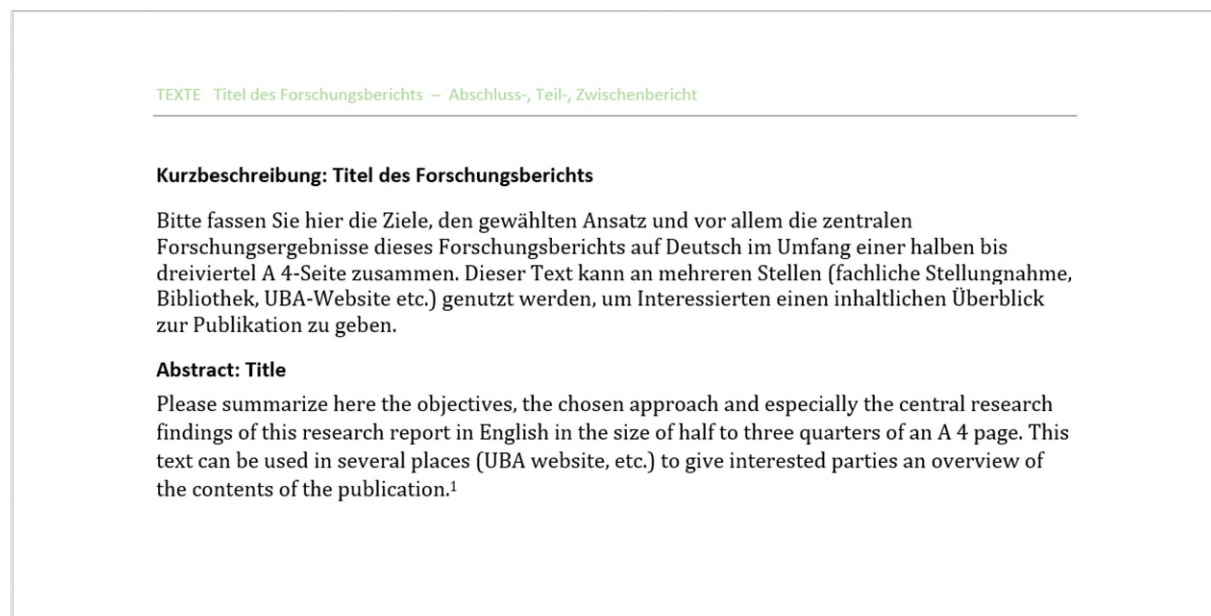 TEXTE Titel des Forschungsberichts – Abschluss-, Teil-, Zwischenbericht
Kurzbeschreibung: Titel des Forschungsberichts
Bitte fassen Sie hier die Ziele, den gewählten Ansatz und vor allem die zentralen
Forschungsergebnisse dieses Forschungsberichts auf Deutsch im Umfang einer halben bis
dreiviertel A 4-Seite zusammen. Dieser Text kann an mehreren Stellen (fachliche Stellungnahme,
Bibliothek, UBA-Website etc.) genutzt werden, um Interessierten einen inhaltlichen Überblick
zur Publikation zu geben.
Abstract: Title
Please summarize here the objectives, the chosen approach and especially the central research
findings of this research report in English in the size of half to three quarters of an A 4 page. This
text can be used in several places (UBA website, etc.) to give interested parties an overview of
the contents of the publication.¹